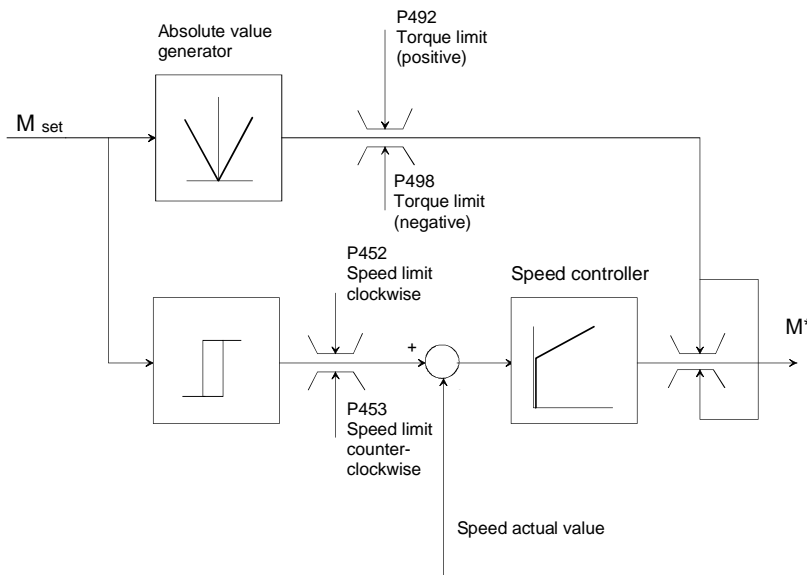 Absolute value
generator
P492
Torque limit
(positive)
M set
P498
Torque limit
(negative)
P452
Speed limit
clockwise
Speed controller
+
M*
P453
Speed limit
counter-
clockwise
Speed actual value